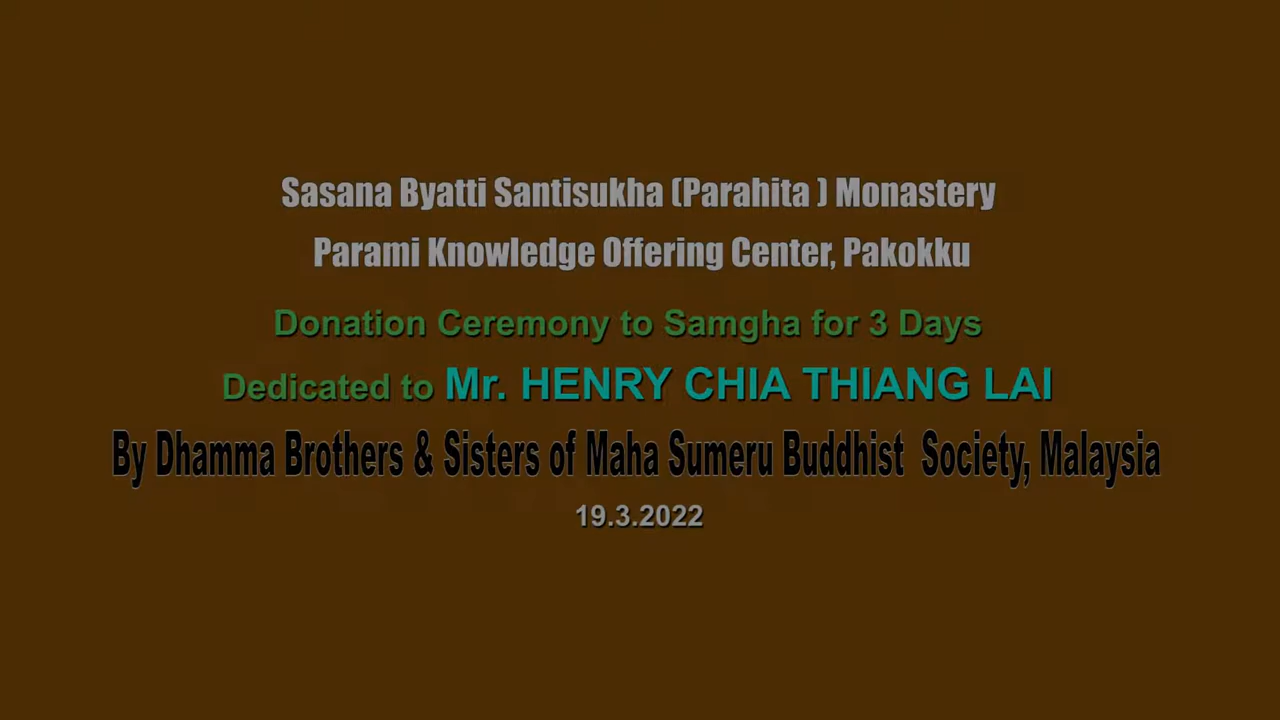 Sasana Byatti Santisukha (Parahita ) Monastery
Parami Knowledge Offering Center, Pakokku
Donation Ceremony to Samgha for 3 Days
Dedicated to Mr. HENRY CHIA THIANG LAI
By Dhamma Brothers & Sisters of Maha Sumeru Buddhist  Society, Malaysia
19.3.2022